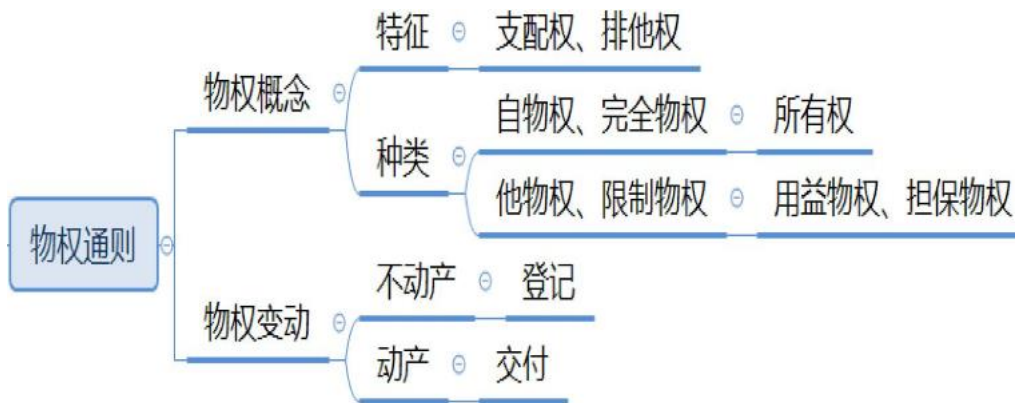 特征
支配权、排他权
物权概念
自物权、完全物权
所有权
种类
他物权、限制物权
用益物权、担保物权
物权通则
不动产
登记
物权变动
动产
交付